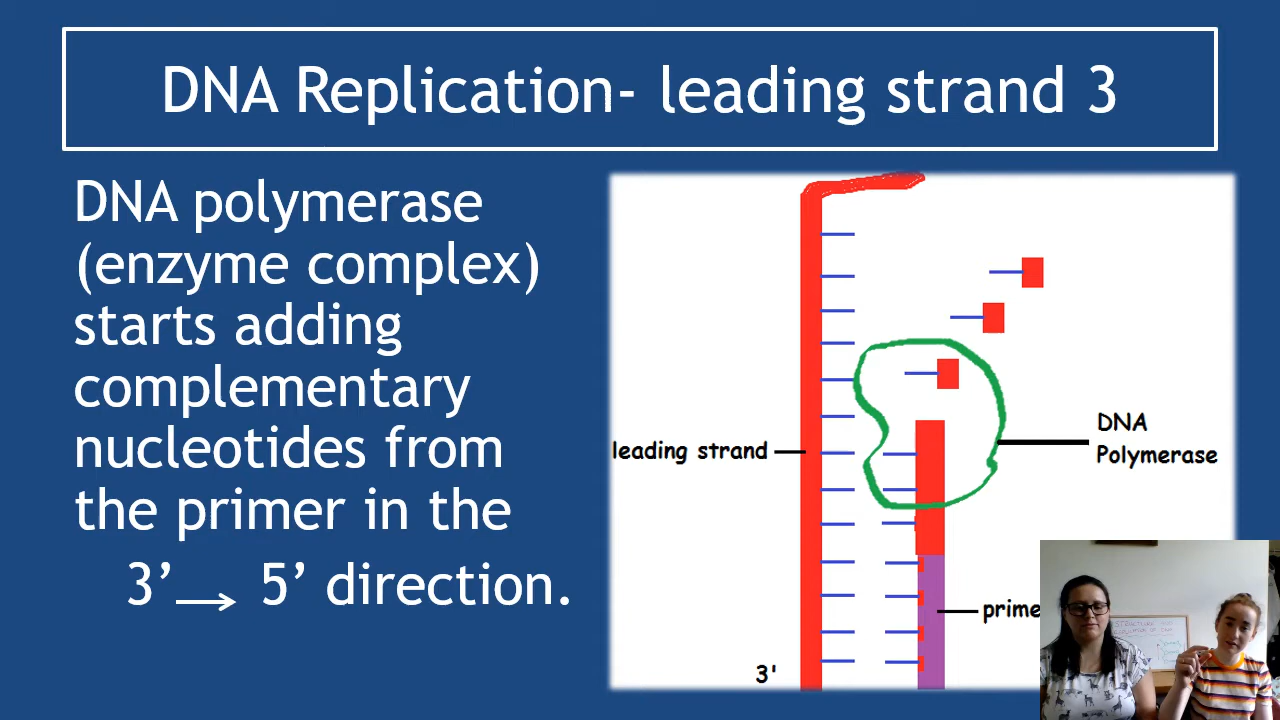 DNA Replication- leading strand 3
DNA polymerase
(enzyme complex)
starts adding
complementary
nucleotides from
the primer in the
3’ → 5’ direction.
leading strand
DNA
Polymerase
prime
3'